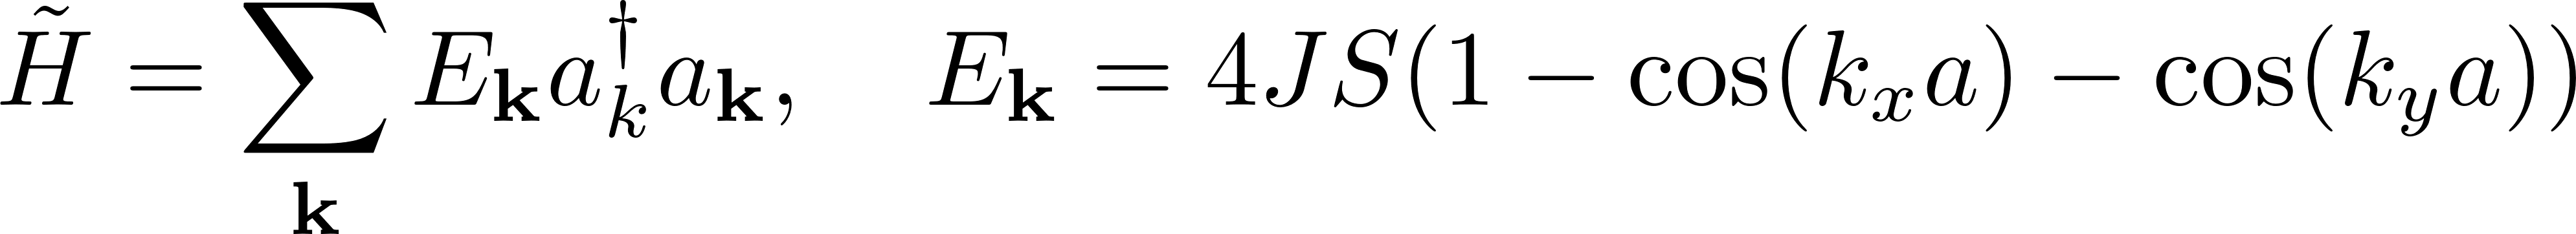 $\tilde{H} = \sum_{\mathbf{k}} E_{\mathbf{k}} a_k^\dagger a_{\mathbf{k}}, \quad E_{\mathbf{k}} = 4JS(1 - \cos(k_x a) - \cos(k_y a))$